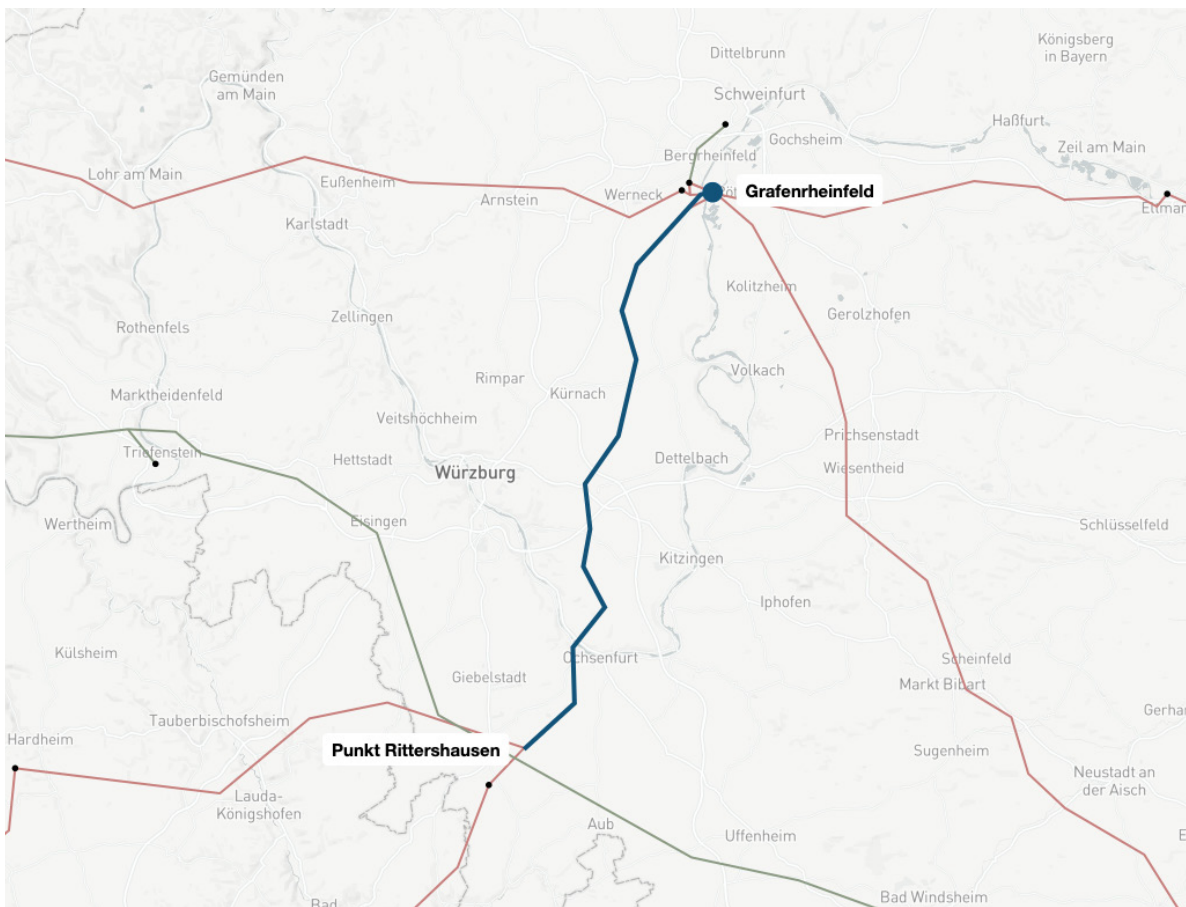 Dittelbrunn
Königsberg
in Bayern
Gemünden
am Main
Schweinfurt
Haßfurt
Gochsheim
Zeil am Main
Bergrheinfeld
Lohr am Main
Eußenheim
Arnstein
Werneck
Grafenrheinfeld
Karlstadt
Kolitzheim
Gerolzhofen
Zellingen
Rothenfels
Rimpar
Volkach
Kürnach
Marktheidenfeld
Veitshöchheim
Prichsenstadt
Triefenstein
Hettstadt
Dettelbach
Würzburg
Wiesentheid
Wertheim
Eisingen
Schlüsselfeld
Kitzingen
Iphofen
Külsheim
Ochsenfurt
Scheinfeld
Giebelstadt
Markt Bibart
Tauberbischofsheim
Hardheim
Punkt Rittershausen
Sugenheim
Neustadt an
der Aisch
Lauda-
Königshofen
Aub
Uffenheim
Bad Windsheim
Bad